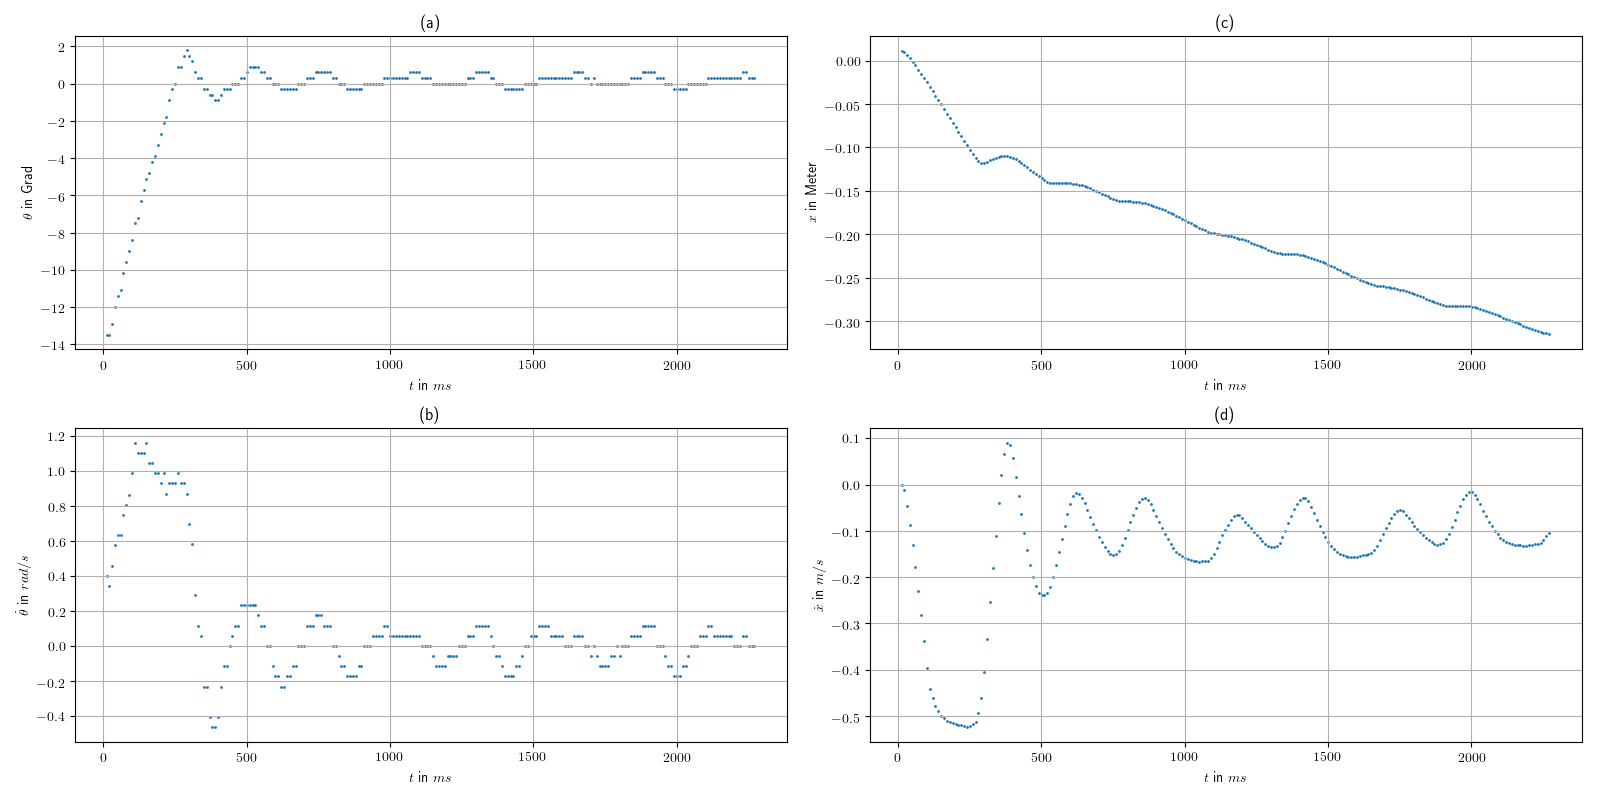 (a)
2
0
−2
−4
−6
−8
−10
−12
−14
θ in Grad
0 500 1000 1500 2000
t in ms
(c)
0.00
−0.05
−0.10
−0.15
−0.20
−0.25
−0.30
x in Meter
0 500 1000 1500 2000
t in ms
(b)
1.2
1.0
0.8
0.6
0.4
0.2
0.0
−0.2
−0.4
θ̇ in rad/s
0 500 1000 1500 2000
t in ms
(d)
0.1
0.0
−0.1
−0.2
−0.3
−0.4
−0.5
ẋ in m/s
0 500 1000 1500 2000
t in ms